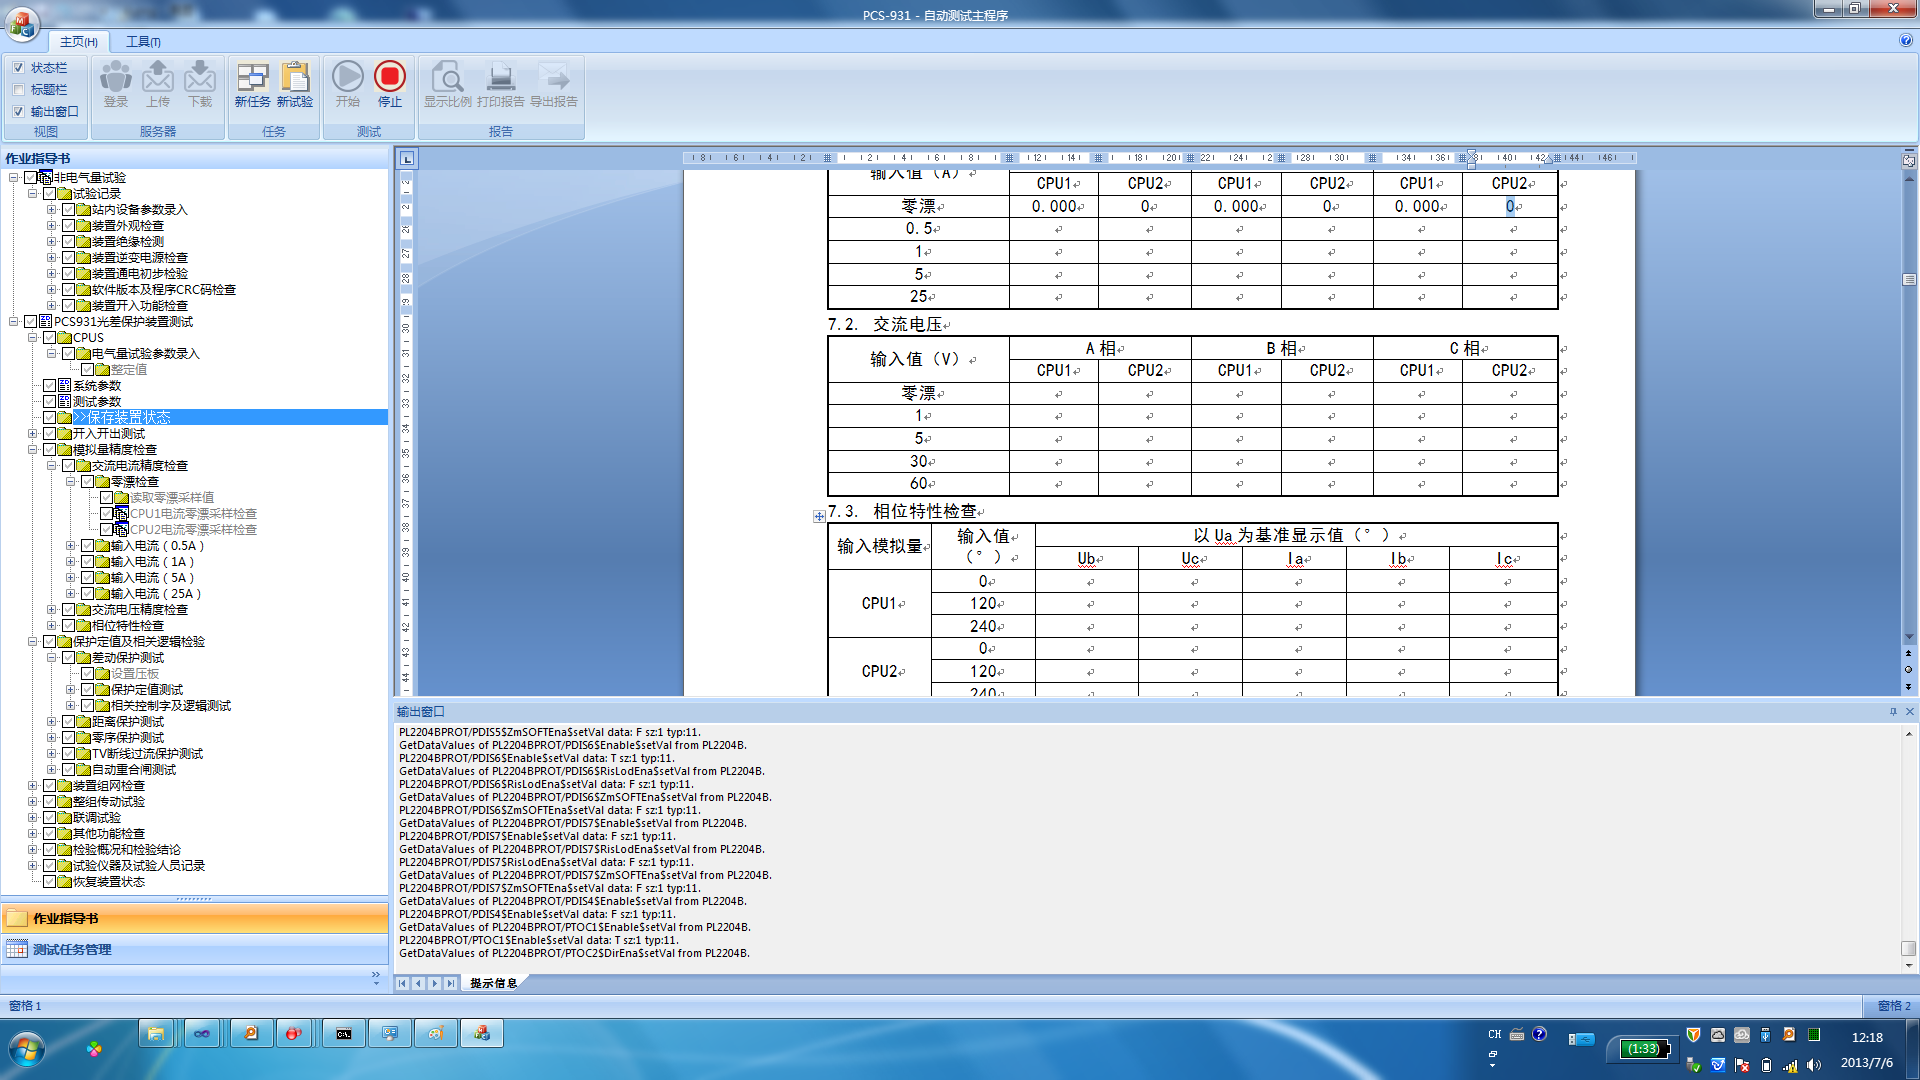 PCS-931 - 自动测试主程序
主页(H) 工具(T)
状态栏
标题栏
输出窗口
视图
登录 上传 下载
服务器
新任务 新试验
任务
开始 停止
测试
显示比例 打印报告 导出报告
报告
作业指导书
非电气量试验
试验记录
站内设备参数录入
装置外观检查
装置绝缘检测
装置逆变电源检查
装置通电初步检验
软件版本及程序CRC码检查
装置开入功能检查
PCS931光差保护装置测试
CPUS
电气量试验参数录入
整定值
系统参数
测试参数
>>保存装置状态
开入开出测试
模拟量精度检查
交流电流精度检查
零漂检查
读取零漂采样值
CPU1电流零漂采样检查
CPU2电流零漂采样检查
输入电流（0.5A）
输入电流（1A）
输入电流（5A）
输入电流（25A）
交流电压精度检查
相位特性检查
保护定值及相关逻辑检验
差动保护测试
设置压板
保护定值测试
相关控制字及逻辑测试
距离保护测试
零序保护测试
TV断线过流保护测试
自动重合闸测试
装置组网检查
整组传动试验
联调试验
其他功能检查
检验概况和检验结论
试验仪器及试验人员记录
恢复装置状态
作业指导书
测试任务管理
输入值（A）
CPU1 CPU2 CPU1 CPU2 CPU1 CPU2
零漂 0.000 0 0.000 0 0.000 0
0.5
1
5
25
7.2. 交流电压
输入值（V） A相 B相 C相
CPU1 CPU2 CPU1 CPU2 CPU1 CPU2
零漂
1
5
30
60
7.3. 相位特性检查
输入模拟量 输入值（°） 以Ua为基准显示值（°）
Ub Uc Ia Ib Ic
CPU1 0
120
240
CPU2 0
120
240
输出窗口
PL2204BPROT/PDIS5$ZmSOFTEna$setVal data: F sz:1 typ:11.
GetDataValues of PL2204BPROT/PDIS6$Enable$setVal from PL2204B.
PL2204BPROT/PDIS6$Enable$setVal data: T sz:1 typ:11.
GetDataValues of PL2204BPROT/PDIS6$RisLodEna$setVal from PL2204B.
PL2204BPROT/PDIS6$RisLodEna$setVal data: F sz:1 typ:11.
GetDataValues of PL2204BPROT/PDIS6$ZmSOFTEna$setVal from PL2204B.
PL2204BPROT/PDIS6$ZmSOFTEna$setVal data: F sz:1 typ:11.
GetDataValues of PL2204BPROT/PDIS7$Enable$setVal from PL2204B.
PL2204BPROT/PDIS7$Enable$setVal data: F sz:1 typ:11.
GetDataValues of PL2204BPROT/PDIS7$RisLodEna$setVal from PL2204B.
PL2204BPROT/PDIS7$RisLodEna$setVal data: F sz:1 typ:11.
GetDataValues of PL2204BPROT/PDIS7$ZmSOFTEna$setVal from PL2204B.
PL2204BPROT/PDIS7$ZmSOFTEna$setVal data: F sz:1 typ:11.
GetDataValues of PL2204BPROT/PDIS4$Enable$setVal from PL2204B.
PL2204BPROT/PDIS4$Enable$setVal data: F sz:1 typ:11.
GetDataValues of PL2204BPROT/PTOC1$Enable$setVal from PL2204B.
PL2204BPROT/PTOC1$Enable$setVal data: T sz:1 typ:11.
GetDataValues of PL2204BPROT/PTOC2$DirEna$setVal from PL2204B.
提示信息
窗格 1 窗格 2
CH
(1:33)
12:18
2013/7/6